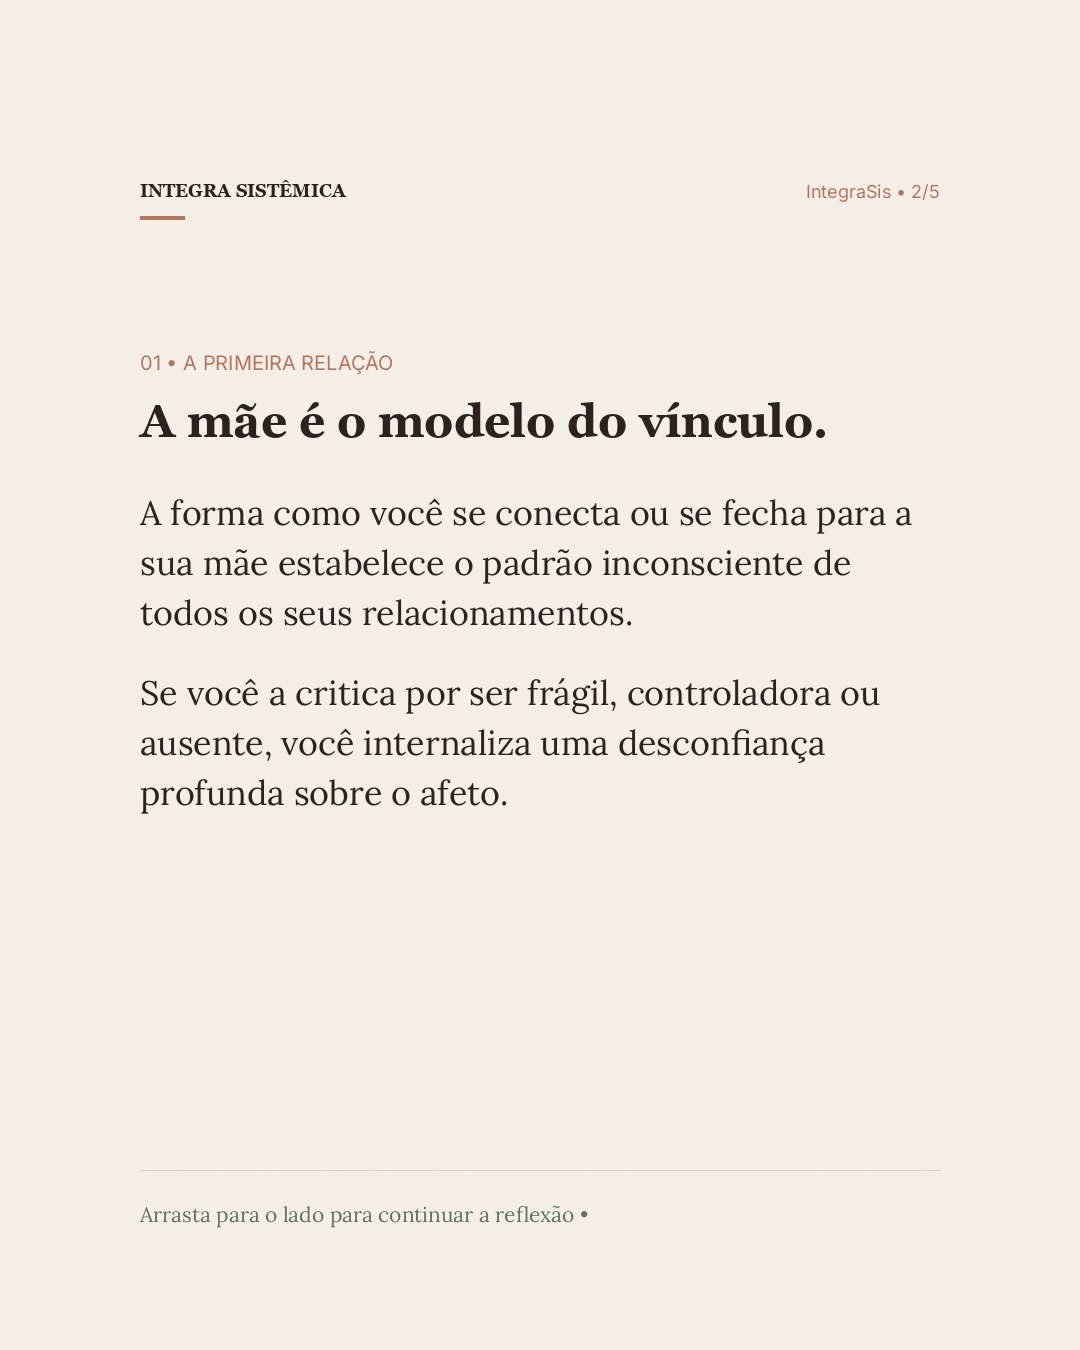 INTEGRA SISTÊMICA
IntegraSis • 2/5
01 • A PRIMEIRA RELAÇÃO
A mãe é o modelo do vínculo.
A forma como você se conecta ou se fecha para a
sua mãe estabelece o padrão inconsciente de
todos os seus relacionamentos.
Se você a critica por ser frágil, controladora ou
ausente, você internaliza uma desconfiança
profunda sobre o afeto.
Arrasta para o lado para continuar a reflexão •